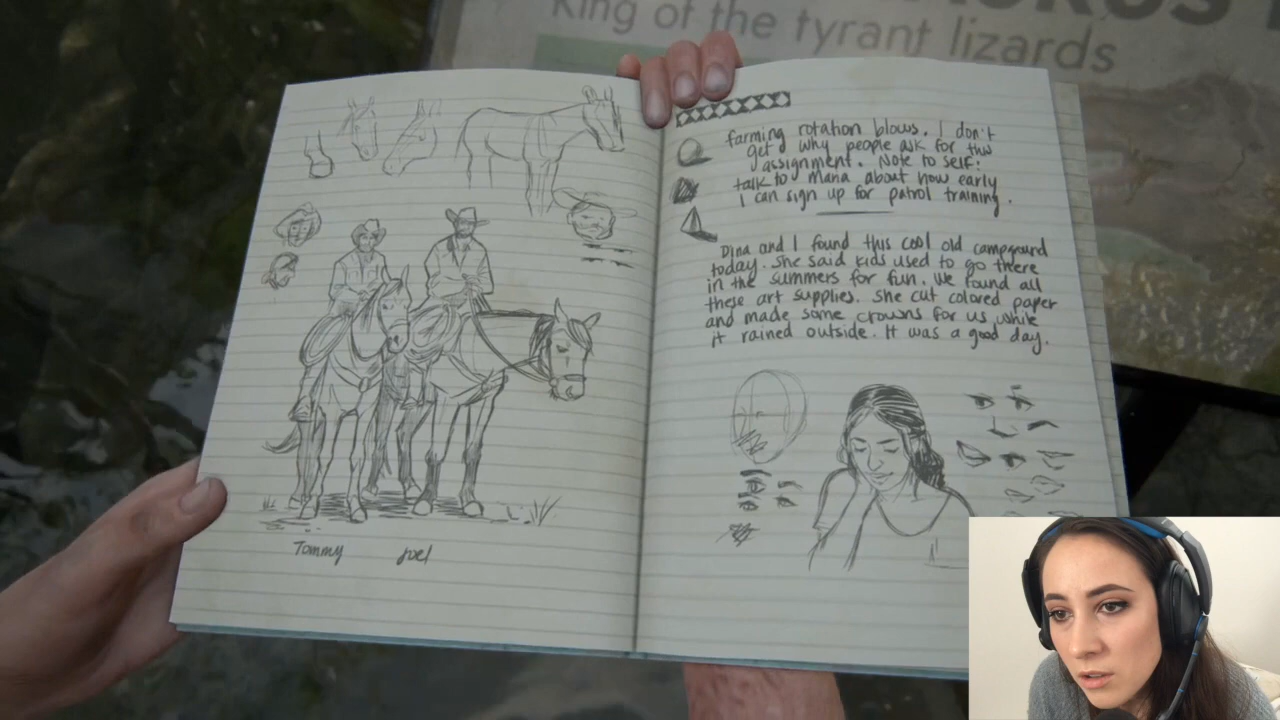 King of the tyrant lizards
farming rotation blows. I don't
get why people ask for this
assignment. Note to self:
talk to Maria about how early
I can sign up for patrol training.
Dina and I found this cool old campground
today. She said kids used to go there
in the summers for fun. We found all
these art supplies. She cut colored paper
and made some crowns for us while
it rained outside. It was a good day.
Tommy Joel